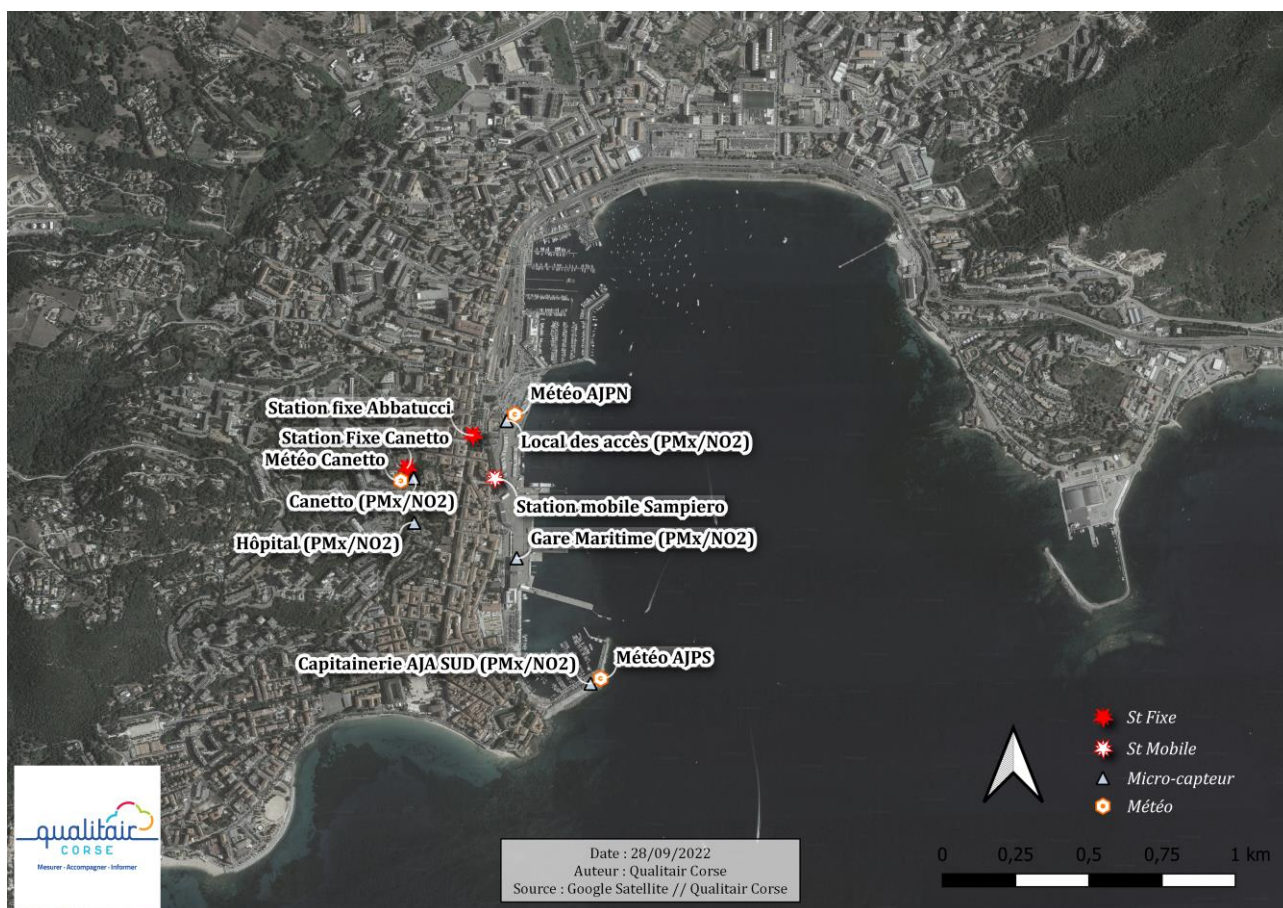 Météo AJPN
Station fixe Abbatucci
Station Fixe Canetto
Local des accès (PMx/NO2)
Météo Canetto
Canetto (PMx/NO2)
Station mobile Sampiero
Hôpital (PMx/NO2)
Gare Maritime (PMx/NO2)
Capitainerie AJA SUD (PMx/NO2)
Météo AJPS
St Fixe
St Mobile
Micro-capteur
Météo
qualitair
CORSE
Mesurer - Accompagner - Informer
Date : 28/09/2022
Auteur : Qualitair Corse
Source : Google Satellite // Qualitair Corse
0 0,25 0,5 0,75 1 km